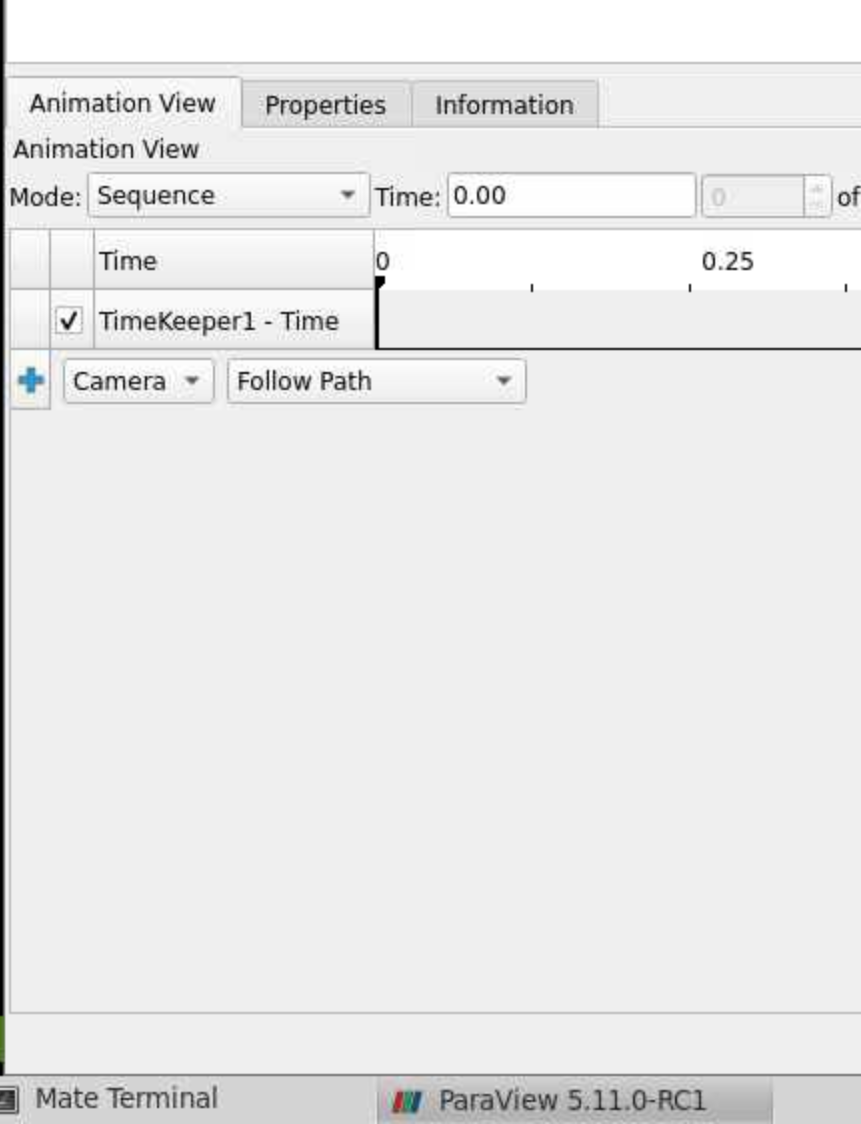 Animation View Properties Information
Animation View
Mode: Sequence Time: 0.00 0 of
Time 0 0.25
TimeKeeper1 - Time
Camera Follow Path
Mate Terminal ParaView 5.11.0-RC1